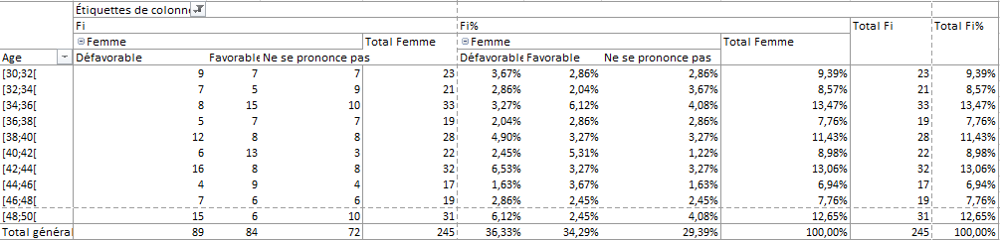 Étiquettes de colonne
Fi Fi% Total Fi Total Fi%
Femme Total Femme Femme Total Femme
Age Défavorable Favorable Ne se prononce pas Défavorable Favorable Ne se prononce pas
[30;32[ 9 7 7 23 3,67% 2,86% 2,86% 9,39% 23 9,39%
[32;34[ 7 5 9 21 2,86% 2,04% 3,67% 8,57% 21 8,57%
[34;36[ 8 15 10 33 3,27% 6,12% 4,08% 13,47% 33 13,47%
[36;38[ 5 7 7 19 2,04% 2,86% 2,86% 7,76% 19 7,76%
[38;40[ 12 8 8 28 4,90% 3,27% 3,27% 11,43% 28 11,43%
[40;42[ 6 13 3 22 2,45% 5,31% 1,22% 8,98% 22 8,98%
[42;44[ 16 8 8 32 6,53% 3,27% 3,27% 13,06% 32 13,06%
[44;46[ 4 9 4 17 1,63% 3,67% 1,63% 6,94% 17 6,94%
[46;48[ 7 6 6 19 2,86% 2,45% 2,45% 7,76% 19 7,76%
[48;50[ 15 6 10 31 6,12% 2,45% 4,08% 12,65% 31 12,65%
Total général 89 84 72 245 36,33% 34,29% 29,39% 100,00% 245 100,00%